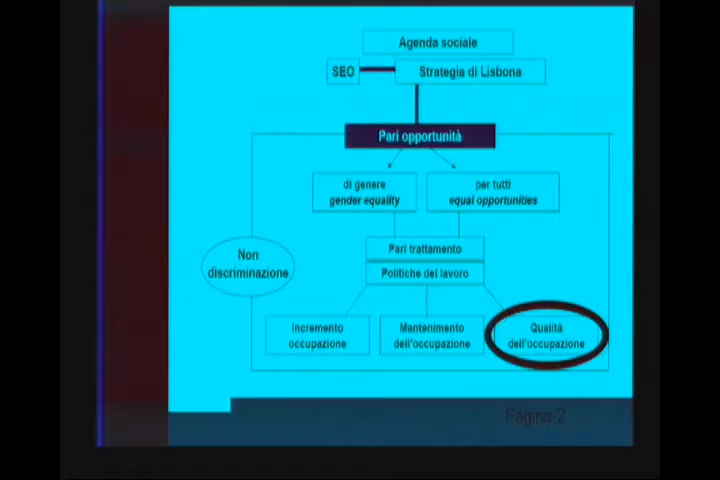 Agenda sociale
SEO
Strategia di Lisbona
Pari opportunità
di genere
gender equality
per tutti
equal opportunities
Non
discriminazione
Pari trattamento
Politiche del lavoro
Incremento
occupazione
Mantenimento
dell'occupazione
Qualità
dell'occupazione
Pagina 2